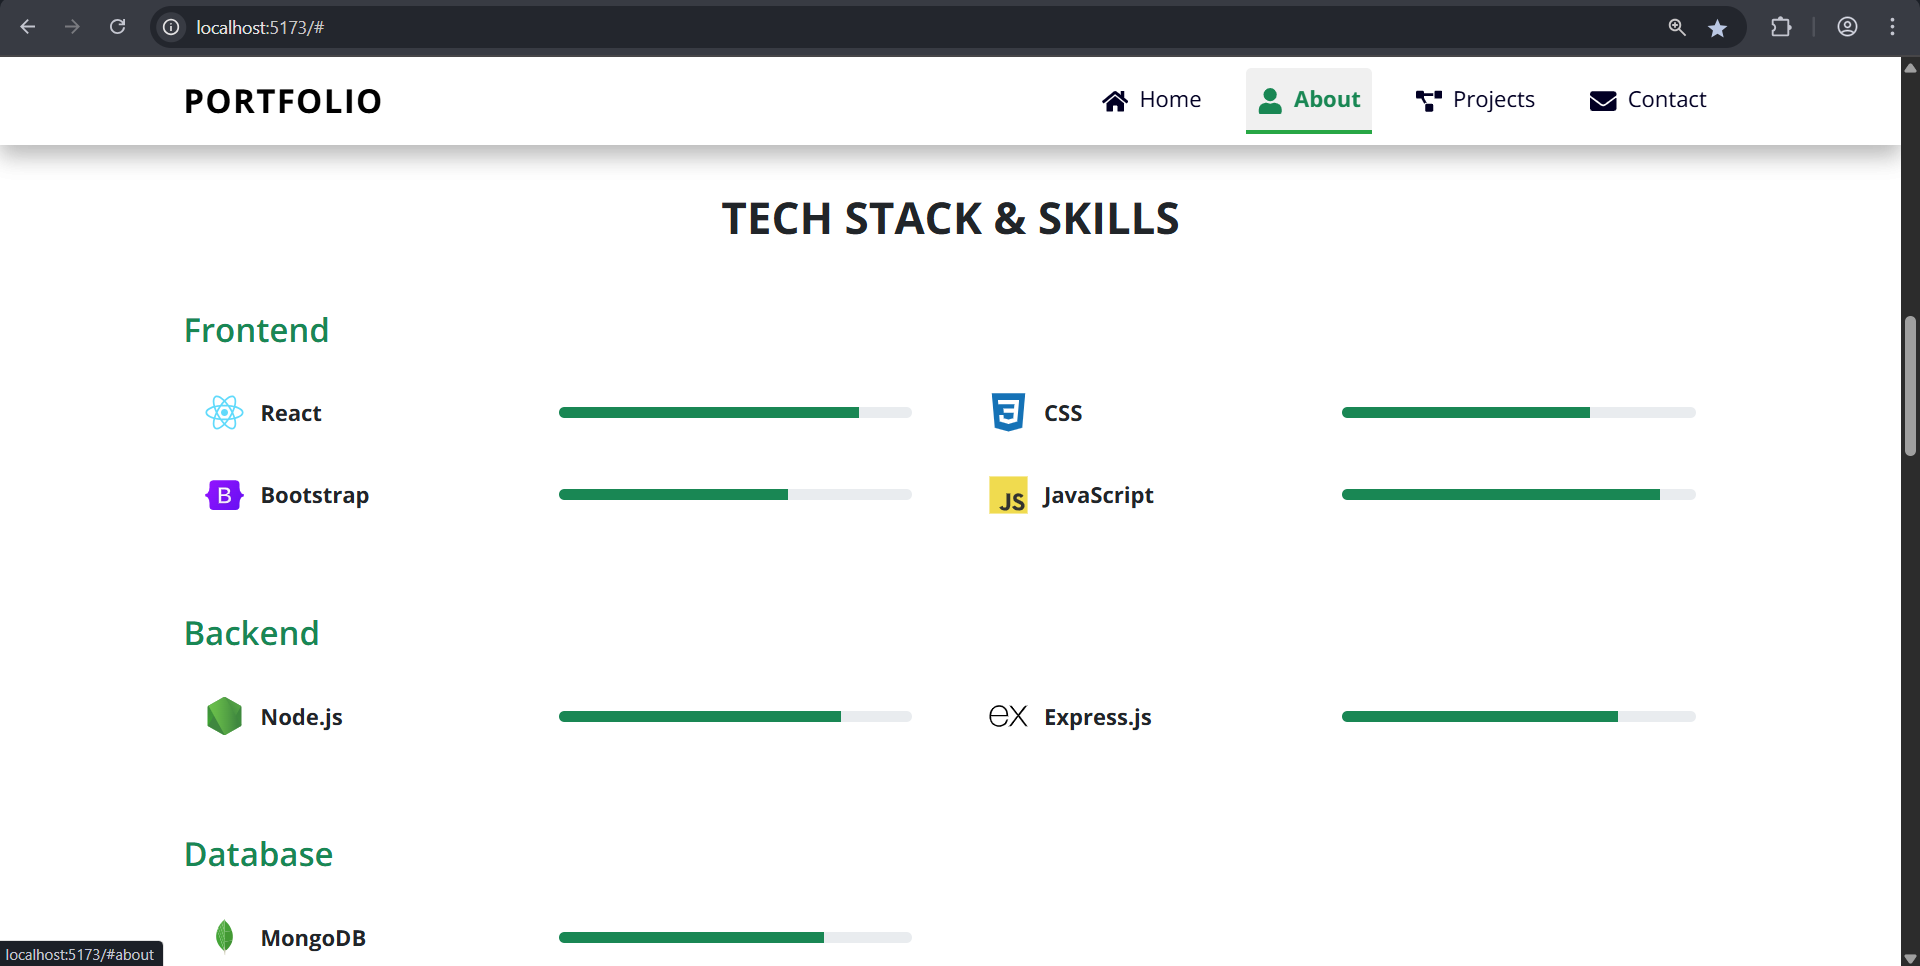 localhost:5173/#
PORTFOLIO
Home
About
Projects
Contact
TECH STACK & SKILLS
Frontend
React
3
CSS
B
Bootstrap
JS
JavaScript
Backend
Node.js
ex
Express.js
Database
MongoDB
localhost:5173/#about